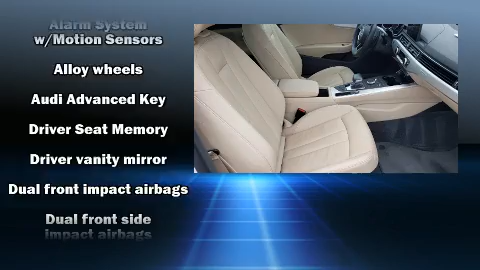 Alarm System
w/Motion Sensors
Alloy wheels
Audi Advanced Key
Driver Seat Memory
Driver vanity mirror
Dual front impact airbags
Dual front side
impact airbags